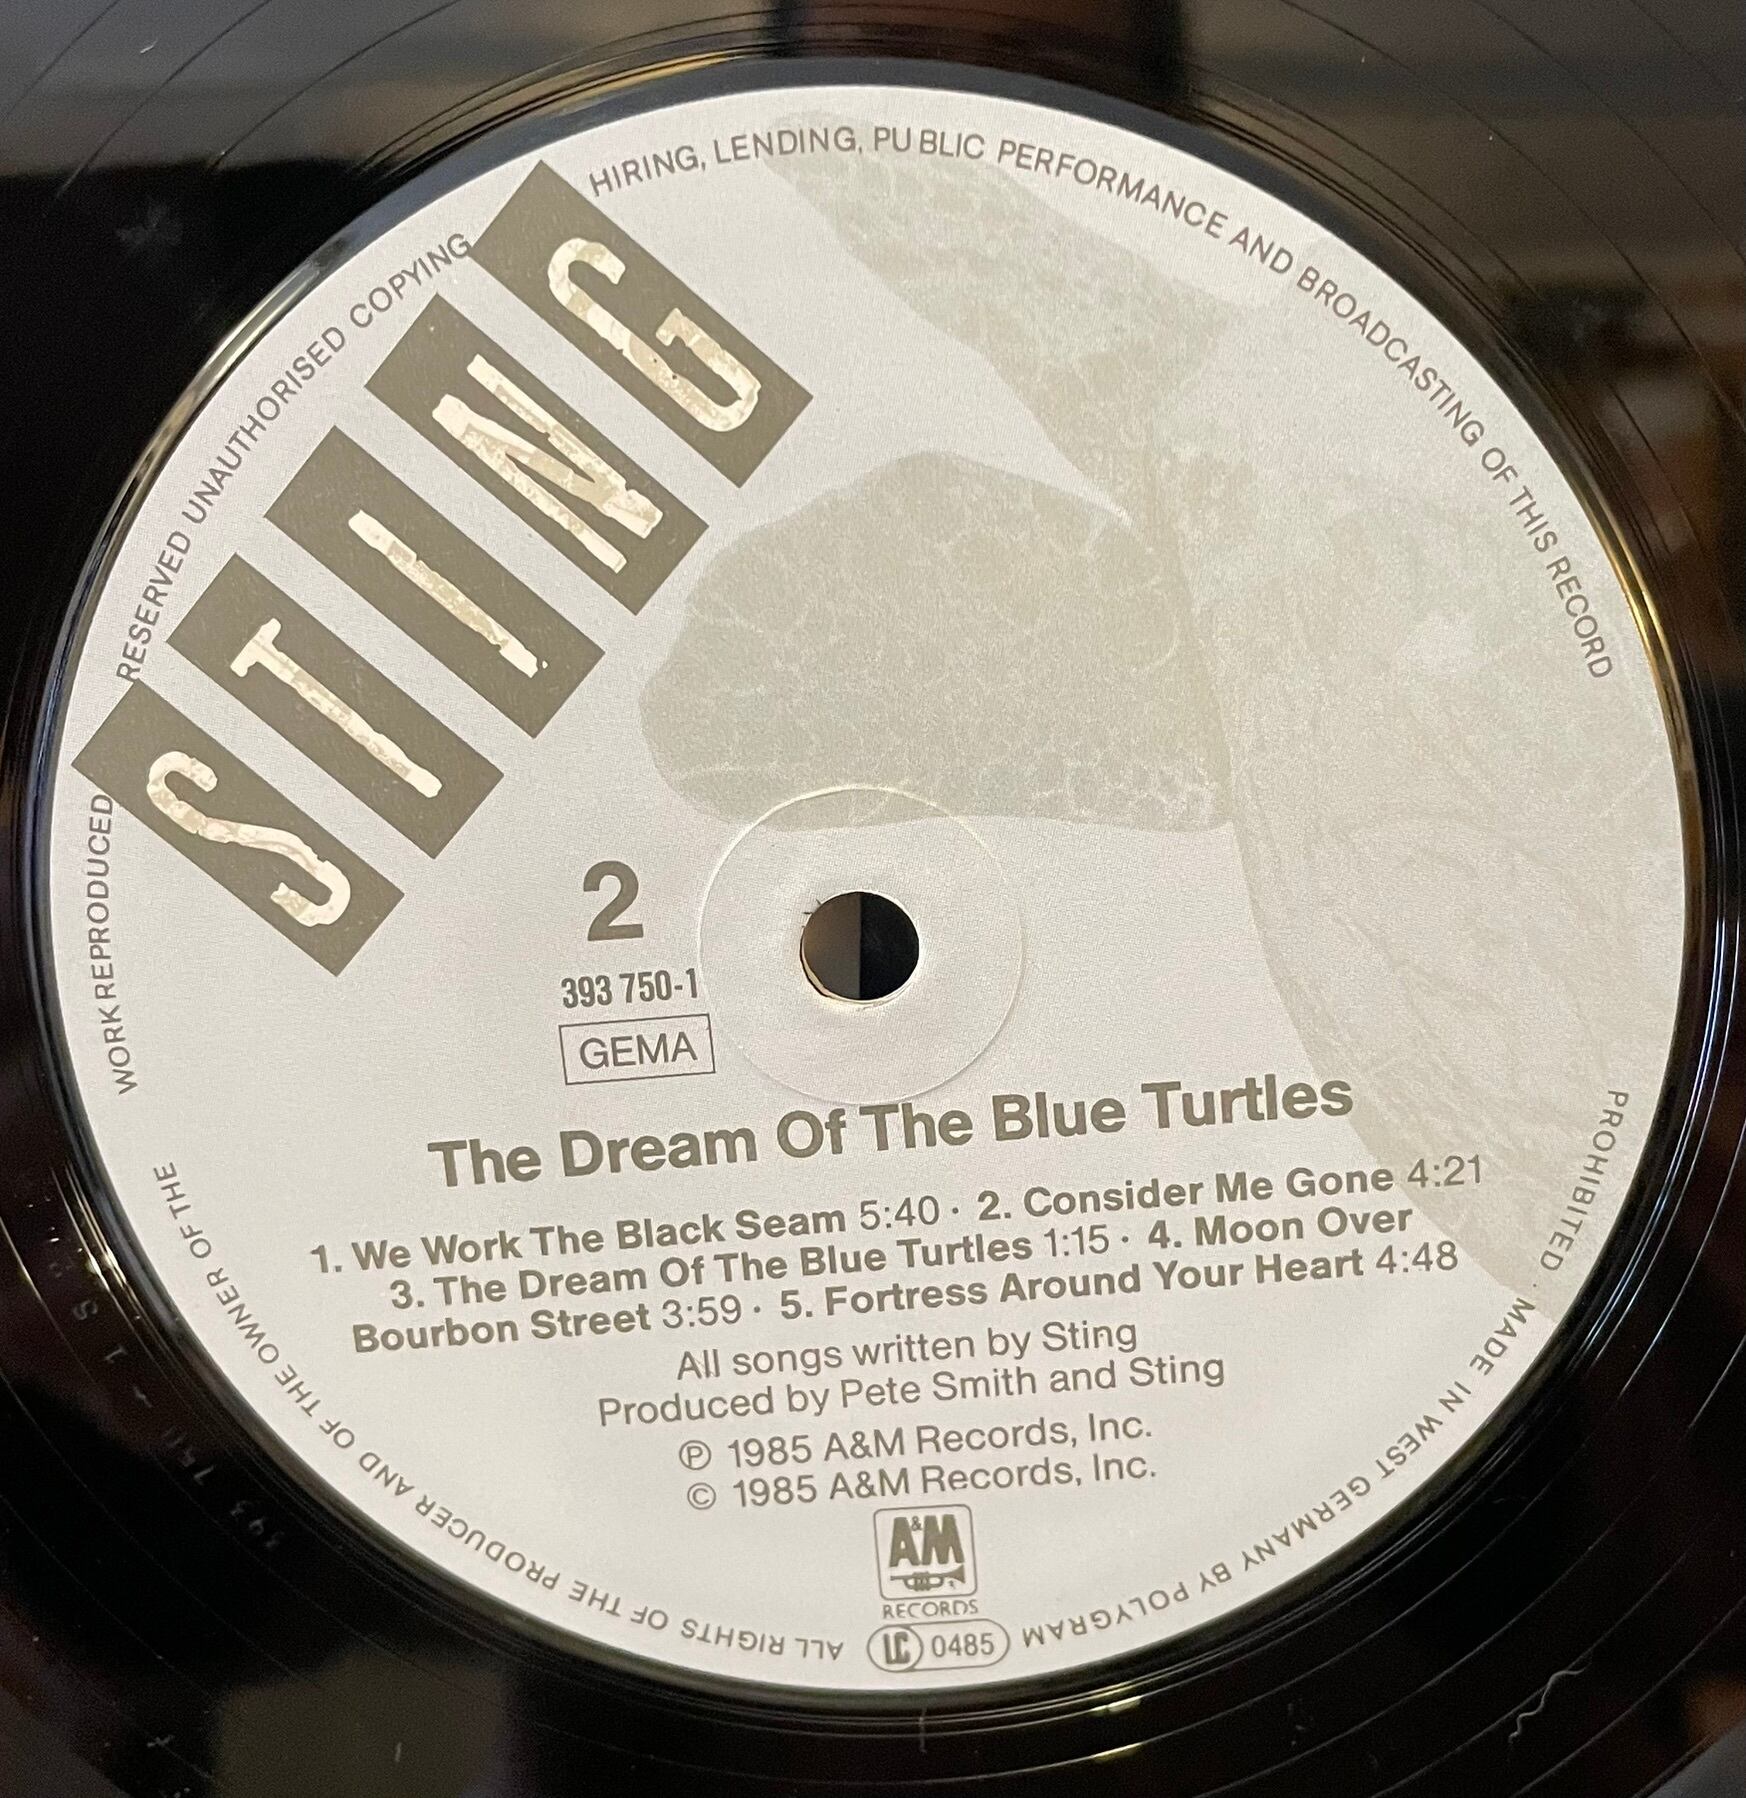 STING
2
393 750-1
GEMA
The Dream Of The Blue Turtles
1. We Work The Black Seam 5:40 · 2. Consider Me Gone 4:21
3. The Dream Of The Blue Turtles 1:15 · 4. Moon Over
Bourbon Street 3:59 · 5. Fortress Around Your Heart 4:48
All songs written by Sting
Produced by Pete Smith and Sting
℗ 1985 A&M Records, Inc.
© 1985 A&M Records, Inc.
A&M
RECORDS
LC 0485
ALL RIGHTS OF THE PRODUCER AND OF THE OWNER OF THE WORK REPRODUCED RESERVED UNAUTHORISED COPYING HIRING, LENDING, PUBLIC PERFORMANCE AND BROADCASTING OF THIS RECORD PROHIBITED · MADE IN WEST GERMANY BY POLYGRAM